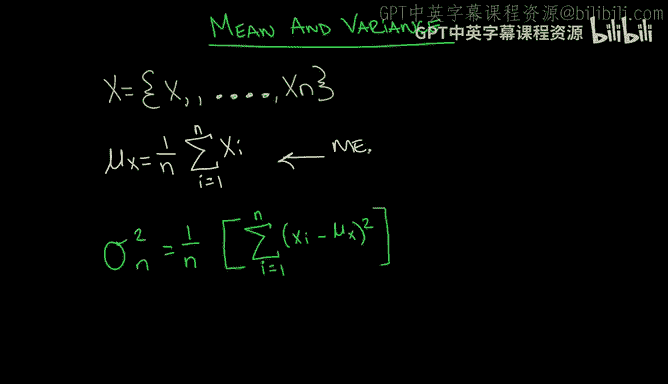 GPT中英字幕课程资源@bilibili.com
MEAN AND VARIANCE
GPT中英字幕课程资源 bilibili
X={X₁,....,Xn}
μx=1/n ∑ᵢ₌₁ⁿ Xi ← ME.
σₙ²=1/n [∑ᵢ₌₁ⁿ (xi-μx)²]